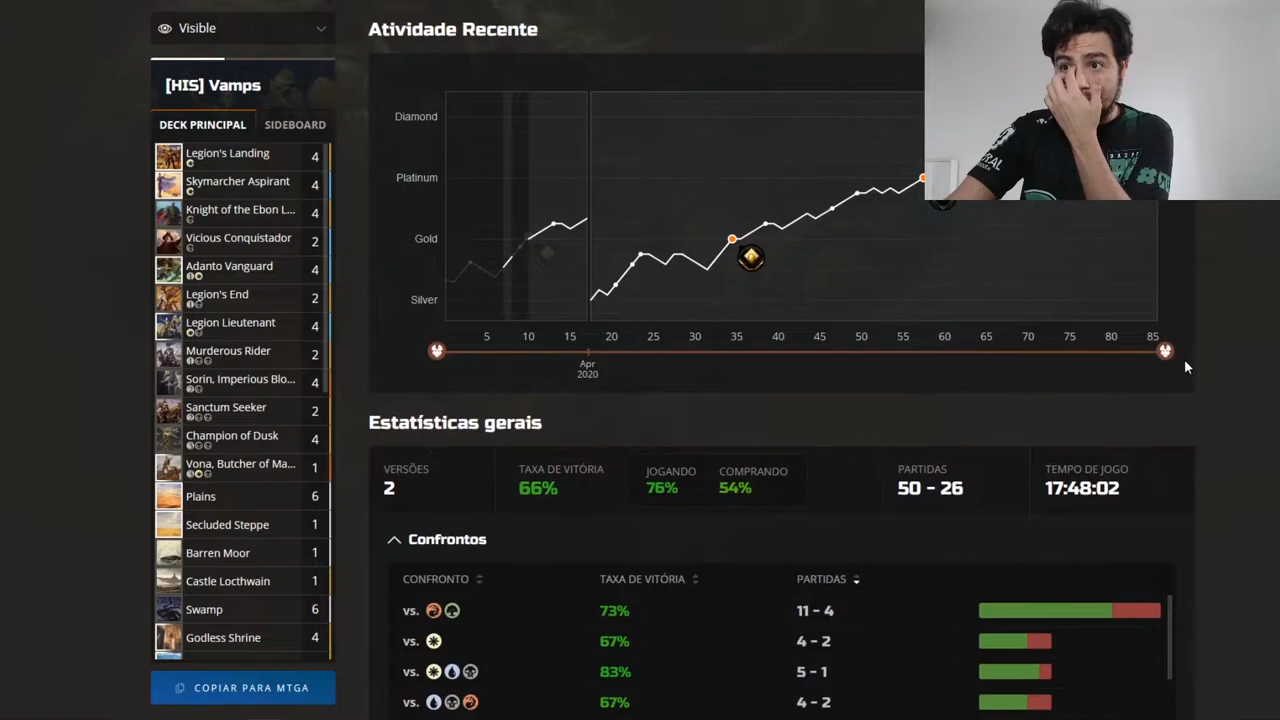 Visible
[HIS] Vamps
DECK PRINCIPAL SIDEBOARD
Legion's Landing 4
Skymarcher Aspirant 4
Knight of the Ebon L... 4
Vicious Conquistador 2
Adanto Vanguard 4
Legion's End 2
Legion Lieutenant 4
Murderous Rider 2
Sorin, Imperious Blo... 4
Sanctum Seeker 2
Champion of Dusk 4
Vona, Butcher of Ma... 1
Plains 6
Secluded Steppe 1
Barren Moor 1
Castle Locthwain 1
Swamp 6
Godless Shrine 4
COPIAR PARA MTGA
Atividade Recente
Diamond
Platinum
Gold
Silver
5 10 15 20 25 30 35 40 45 50 55 60 65 70 75 80 85
Apr
2020
Estatísticas gerais
VERSÕES TAXA DE VITÓRIA JOGANDO COMPRANDO PARTIDAS TEMPO DE JOGO
2 66% 76% 54% 50 - 26 17:48:02
Confrontos
CONFRONTO TAXA DE VITÓRIA PARTIDAS
vs. 73% 11 - 4
vs. 67% 4 - 2
vs. 83% 5 - 1
vs. 67% 4 - 2